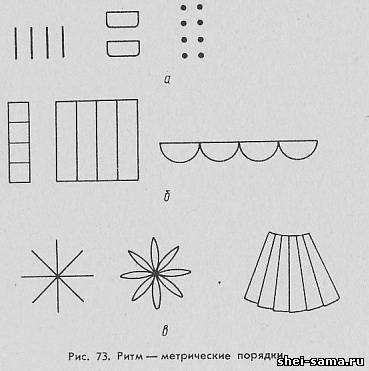 а
б
в
Рис. 73. Ритм — метрические порядки
shei-sama.ru